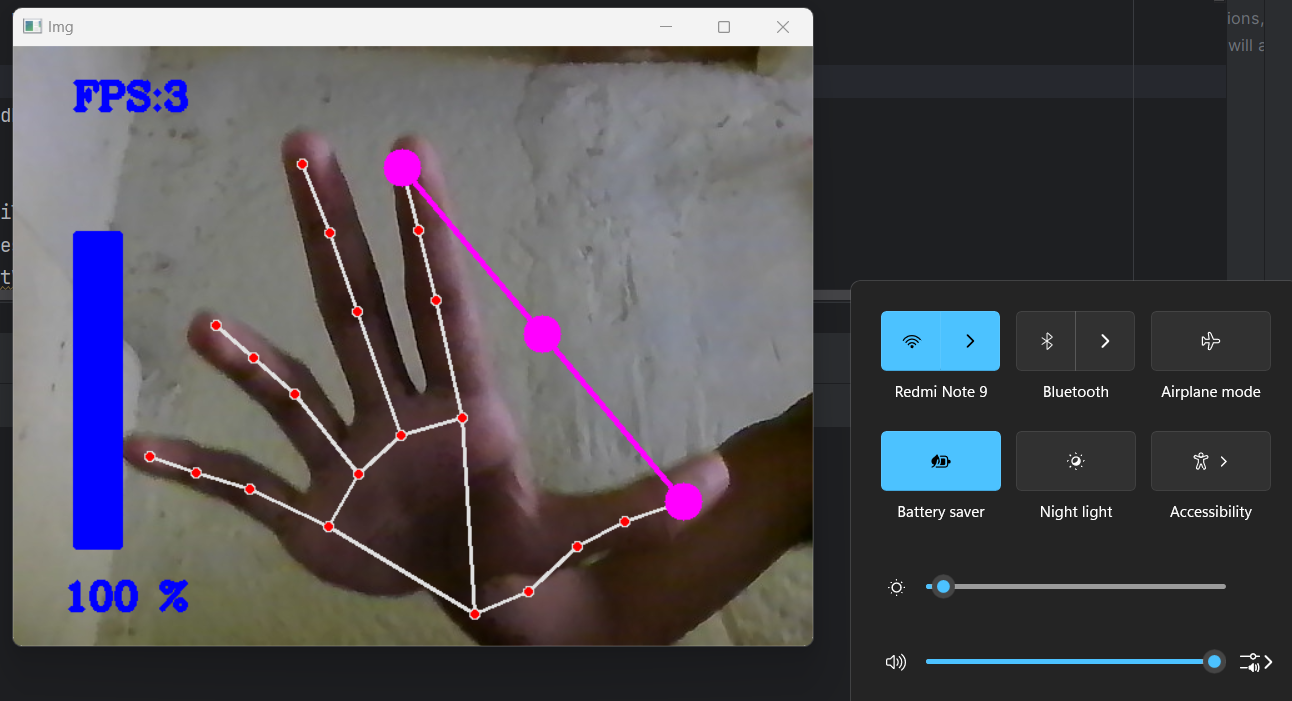 Img
ions,
will a
FPS:3
d
i
e
t
100 %
Redmi Note 9
Bluetooth
Airplane mode
Battery saver
Night light
Accessibility